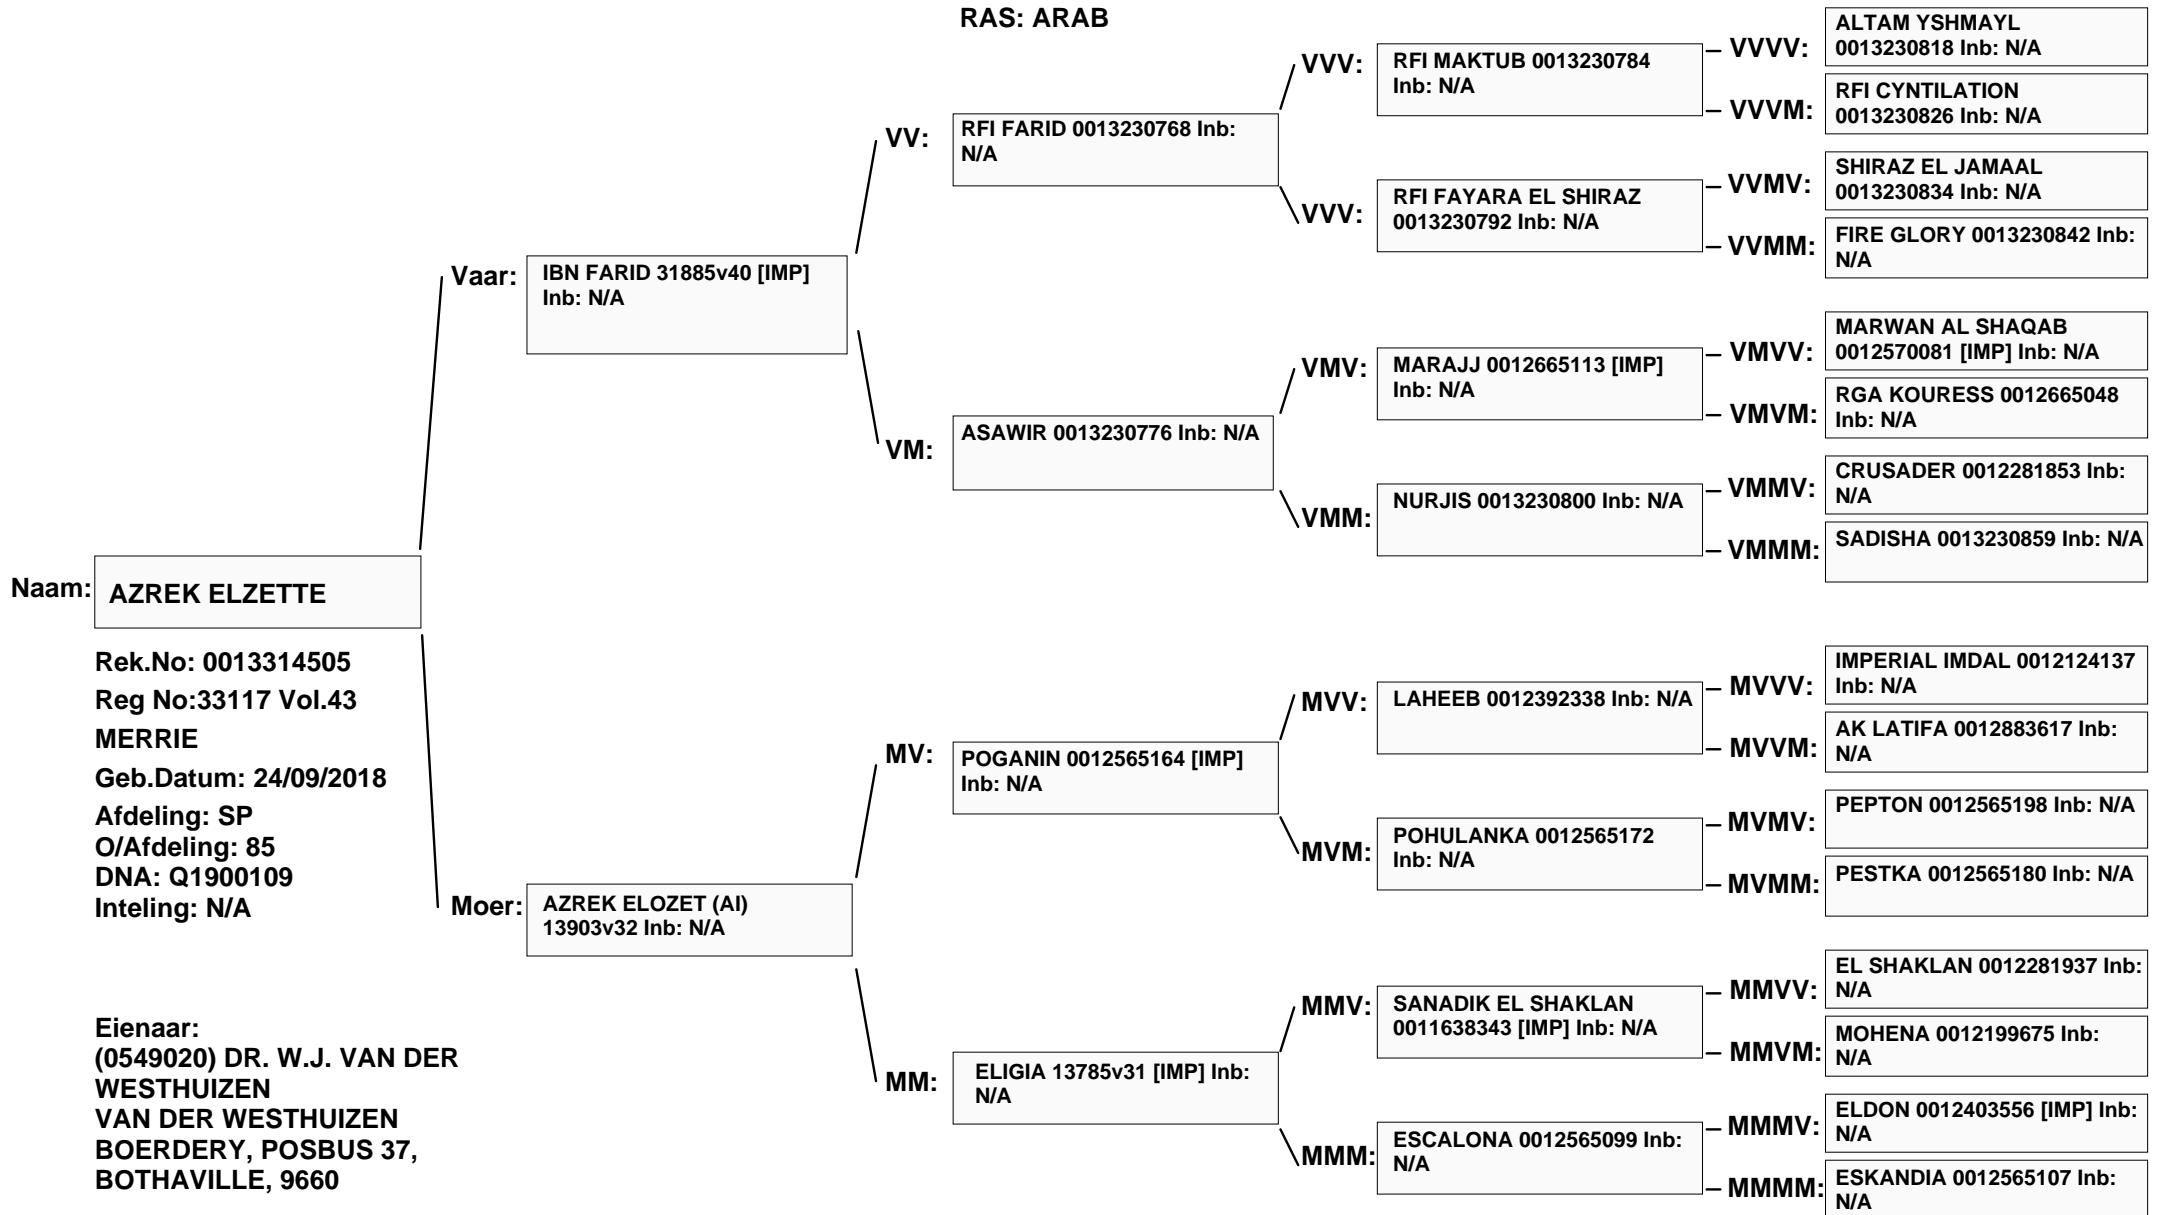 RAS: ARAB
Naam:
AZREK ELZETTE
Rek.No: 0013314505
Reg No:33117 Vol.43
MERRIE
Geb.Datum: 24/09/2018
Afdeling: SP
O/Afdeling: 85
DNA: Q1900109
Inteling: N/A
Eienaar:
(0549020) DR. W.J. VAN DER
WESTHUIZEN
VAN DER WESTHUIZEN
BOERDERY, POSBUS 37,
BOTHAVILLE, 9660
Vaar:
IBN FARID 31885v40 [IMP]
Inb: N/A
Moer:
AZREK ELOZET (AI)
13903v32 Inb: N/A
VV:
RFI FARID 0013230768 Inb:
N/A
VM:
ASAWIR 0013230776 Inb: N/A
MV:
POGANIN 0012565164 [IMP]
Inb: N/A
MM:
ELIGIA 13785v31 [IMP] Inb:
N/A
VVV:
RFI MAKTUB 0013230784
Inb: N/A
VVV:
RFI FAYARA EL SHIRAZ
0013230792 Inb: N/A
VMV:
MARAJJ 0012665113 [IMP]
Inb: N/A
VMM:
NURJIS 0013230800 Inb: N/A
MVV:
LAHEEB 0012392338 Inb: N/A
MVM:
POHULANKA 0012565172
Inb: N/A
MMV:
SANADIK EL SHAKLAN
0011638343 [IMP] Inb: N/A
MMM:
ESCALONA 0012565099 Inb:
N/A
VVVV:
ALTAM YSHMAYL
0013230818 Inb: N/A
VVVM:
RFI CYNTILATION
0013230826 Inb: N/A
VVMV:
SHIRAZ EL JAMAAL
0013230834 Inb: N/A
VVMM:
FIRE GLORY 0013230842 Inb:
N/A
VMVV:
MARWAN AL SHAQAB
0012570081 [IMP] Inb: N/A
VMVM:
RGA KOURESS 0012665048
Inb: N/A
VMMV:
CRUSADER 0012281853 Inb:
N/A
VMMM:
SADISHA 0013230859 Inb: N/A
MVVV:
IMPERIAL IMDAL 0012124137
Inb: N/A
MVVM:
AK LATIFA 0012883617 Inb:
N/A
MVMV:
PEPTON 0012565198 Inb: N/A
MVMM:
PESTKA 0012565180 Inb: N/A
MMVV:
EL SHAKLAN 0012281937 Inb:
N/A
MMVM:
MOHENA 0012199675 Inb:
N/A
MMMV:
ELDON 0012403556 [IMP] Inb:
N/A
MMMM:
ESKANDIA 0012565107 Inb:
N/A